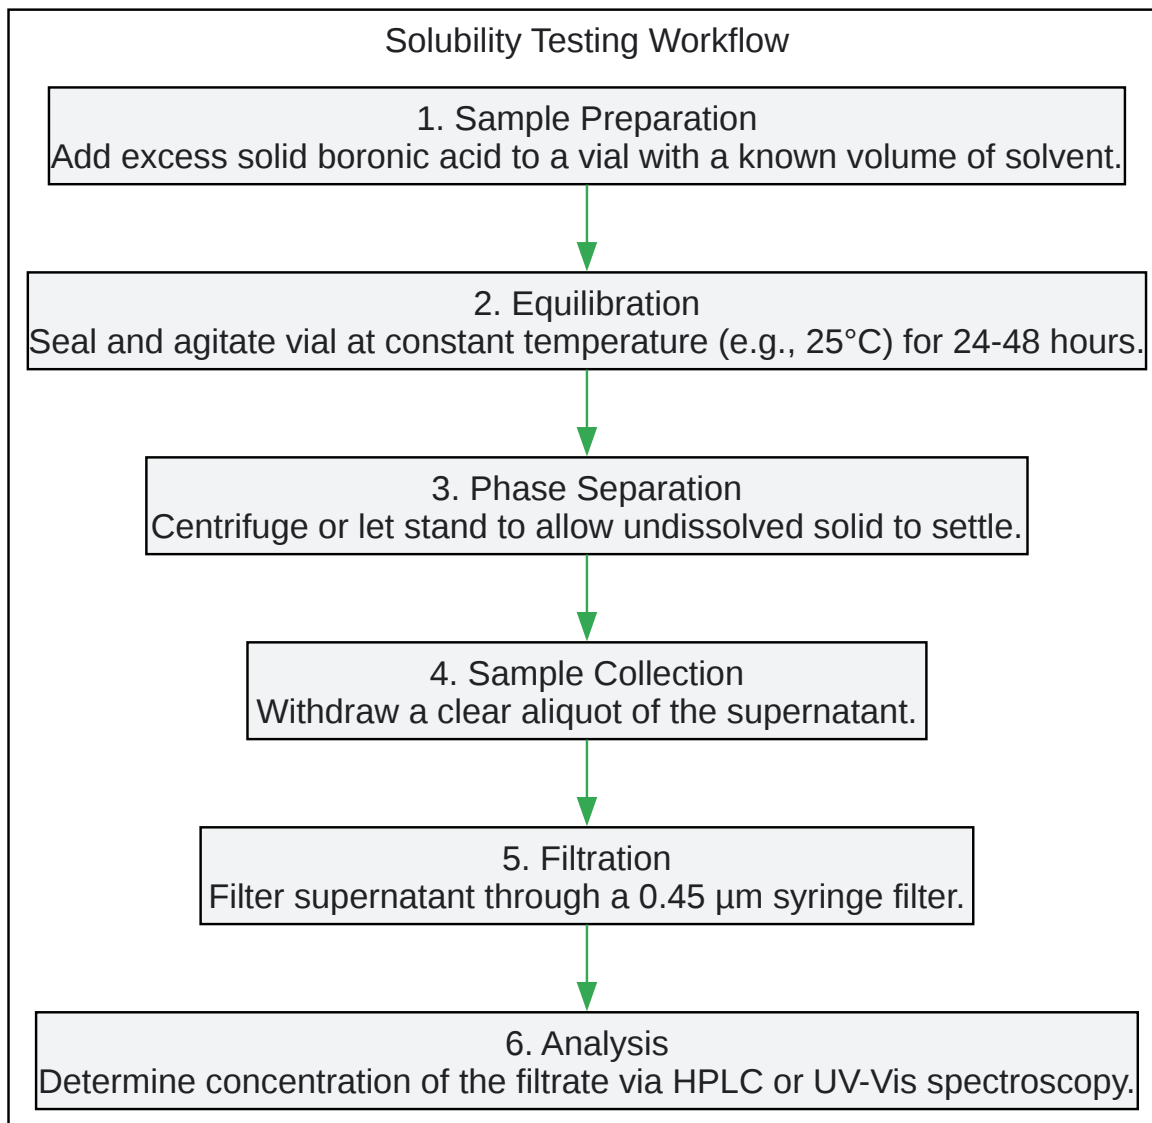 Solubility Testing Workflow
1. Sample Preparation
Add excess solid boronic acid to a vial with a known volume of solvent.
2. Equilibration
Seal and agitate vial at constant temperature (e.g., 25°C) for 24-48 hours.
3. Phase Separation
Centrifuge or let stand to allow undissolved solid to settle.
4. Sample Collection
Withdraw a clear aliquot of the supernatant.
5. Filtration
Filter supernatant through a 0.45 µm syringe filter.
6. Analysis
Determine concentration of the filtrate via HPLC or UV-Vis spectroscopy.